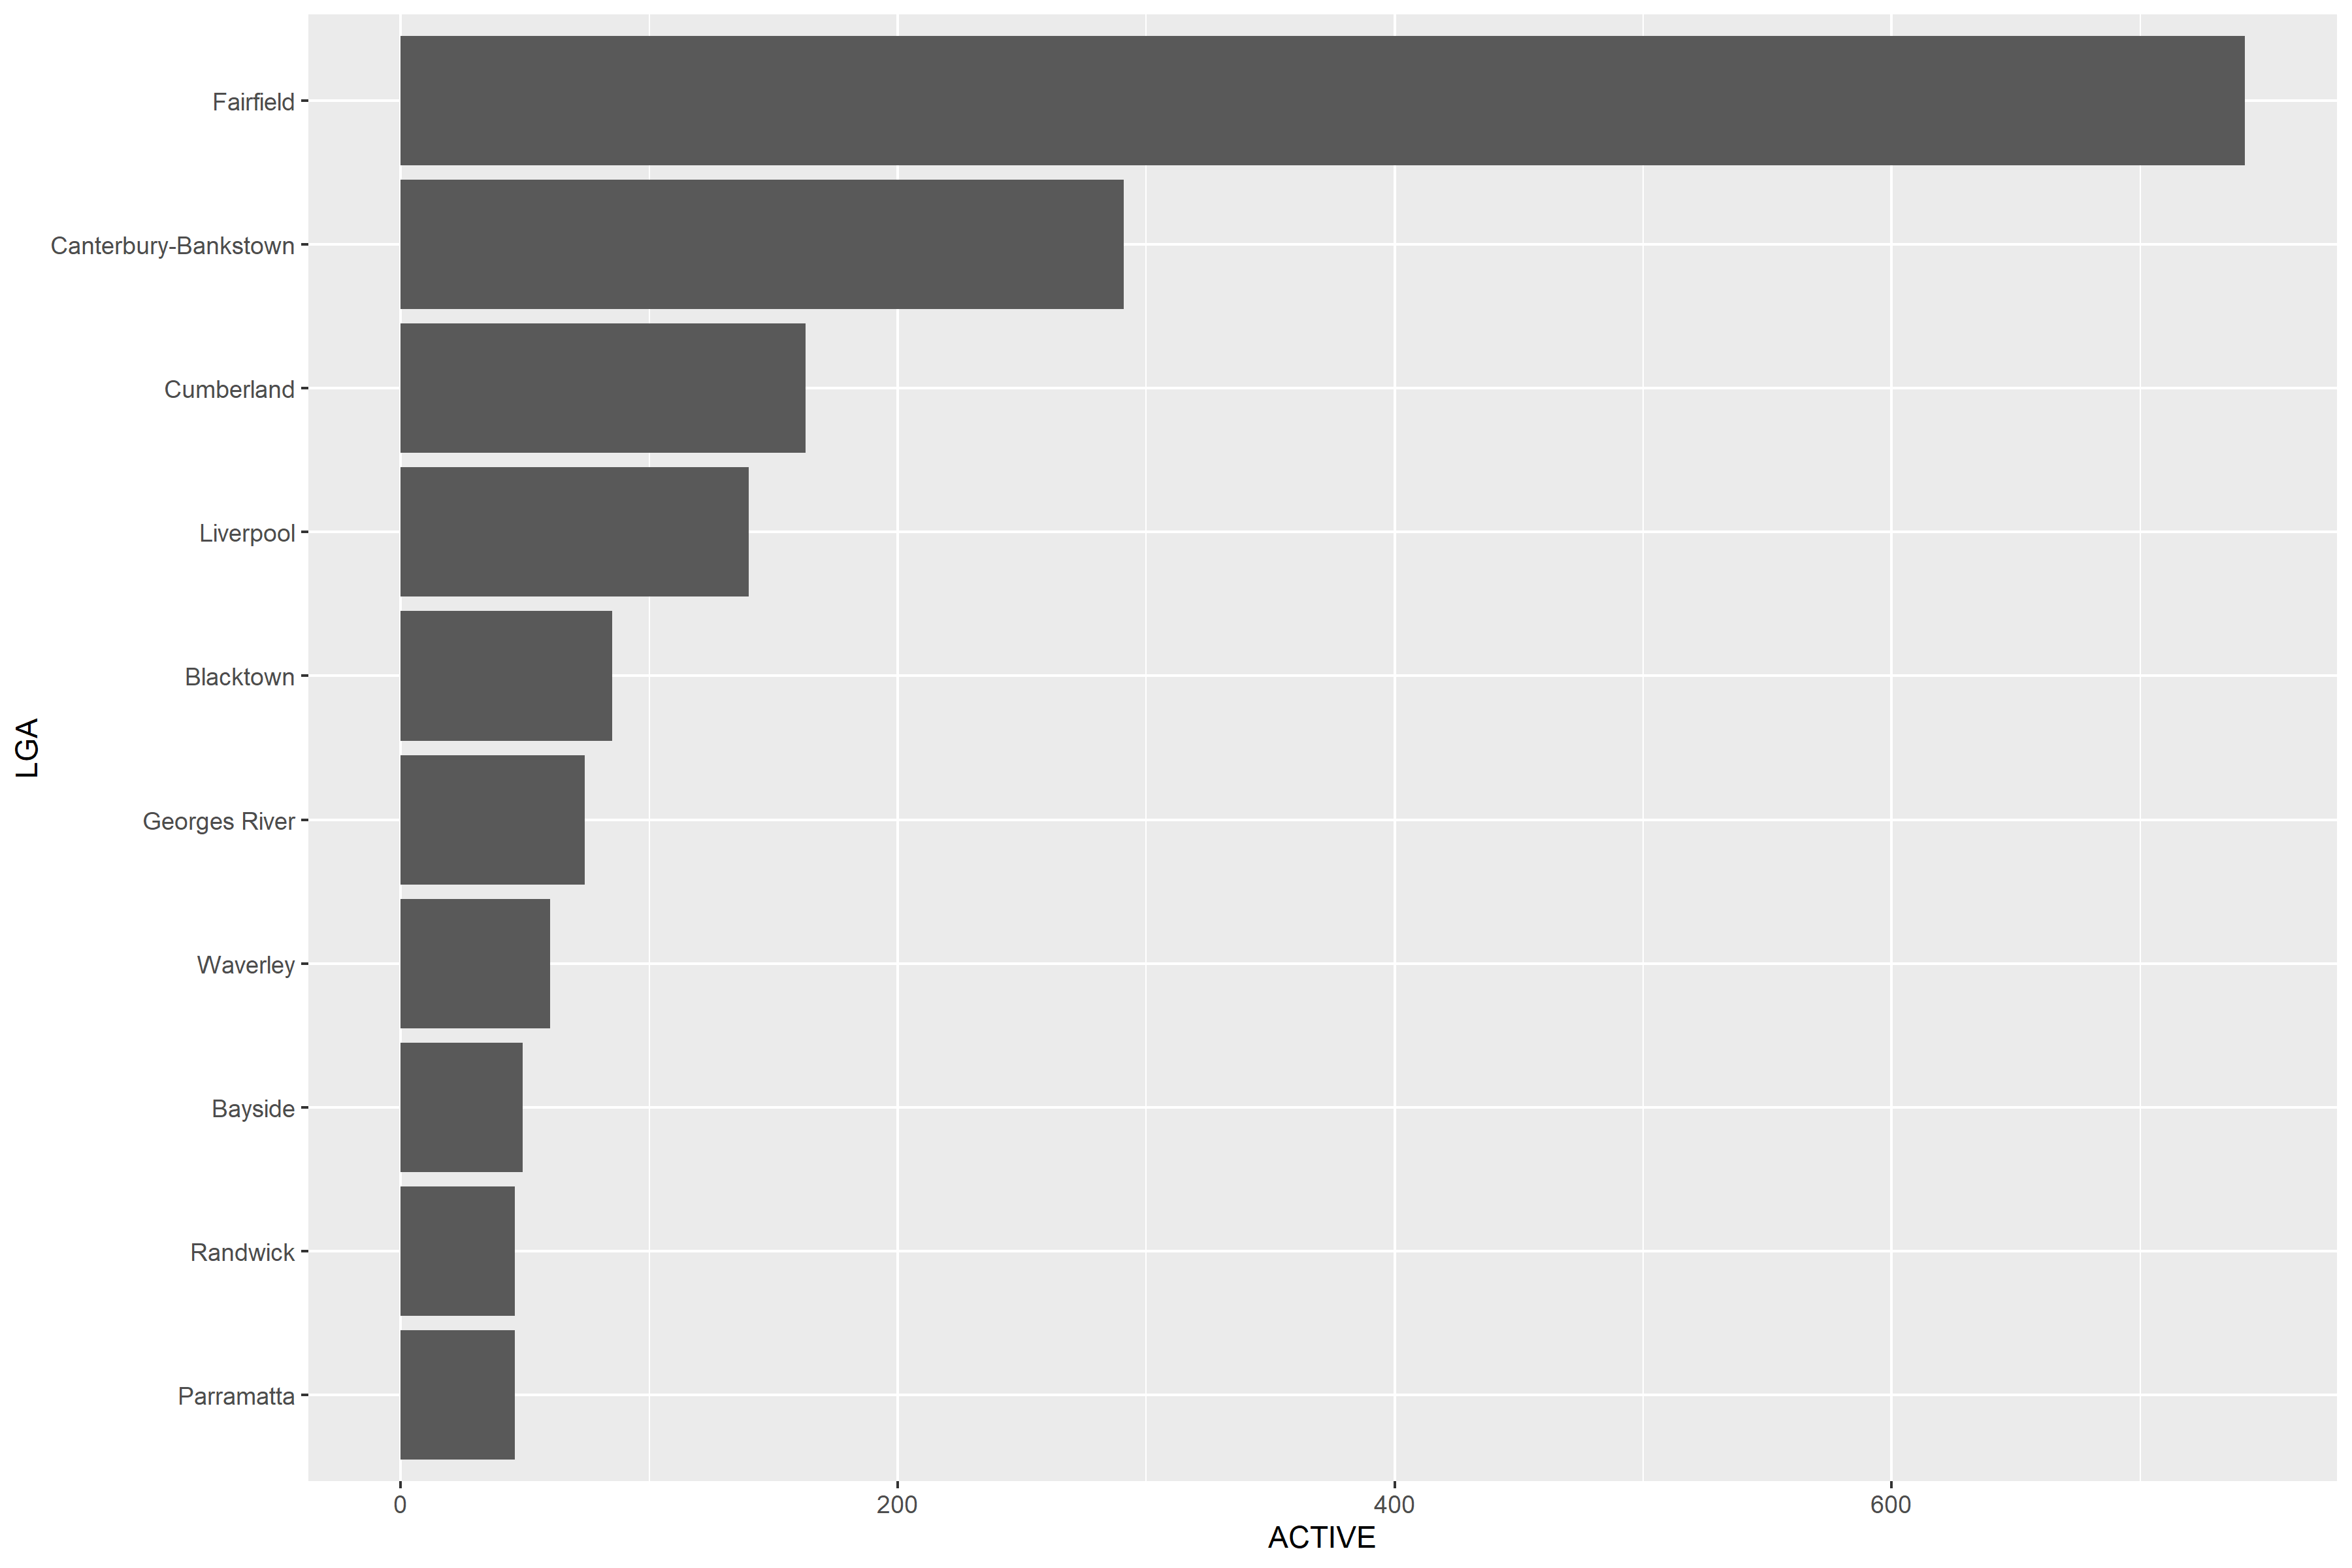 LGA
Fairfield
Canterbury-Bankstown
Cumberland
Liverpool
Blacktown
Georges River
Waverley
Bayside
Randwick
Parramatta
0 200 400 600
ACTIVE